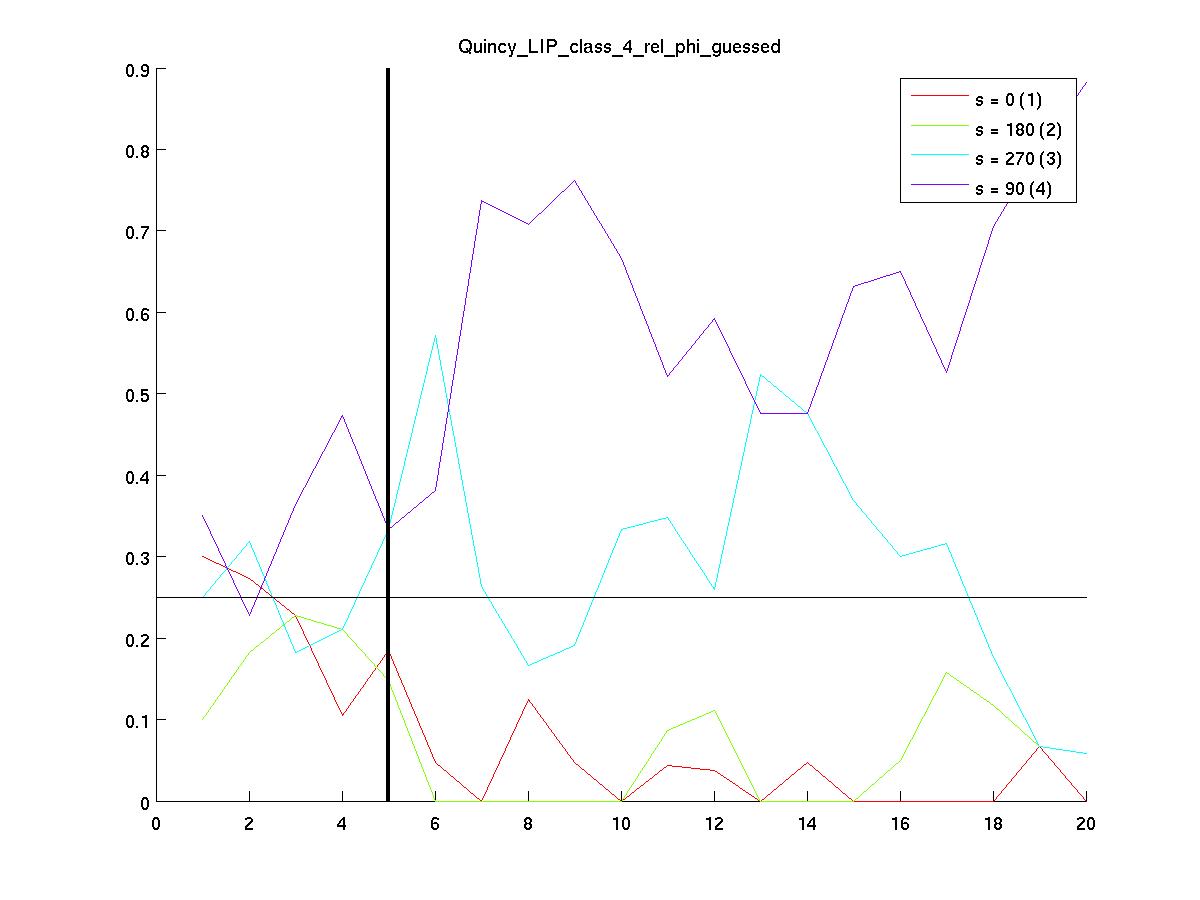 Quincy_LIP_class_4_rel_phi_guessed
0.9
0.8
0.7
0.6
0.5
0.4
0.3
0.2
0.1
0
s = 0 (1)
s = 180 (2)
s = 270 (3)
s = 90 (4)
0 2 4 6 8 10 12 14 16 18 20